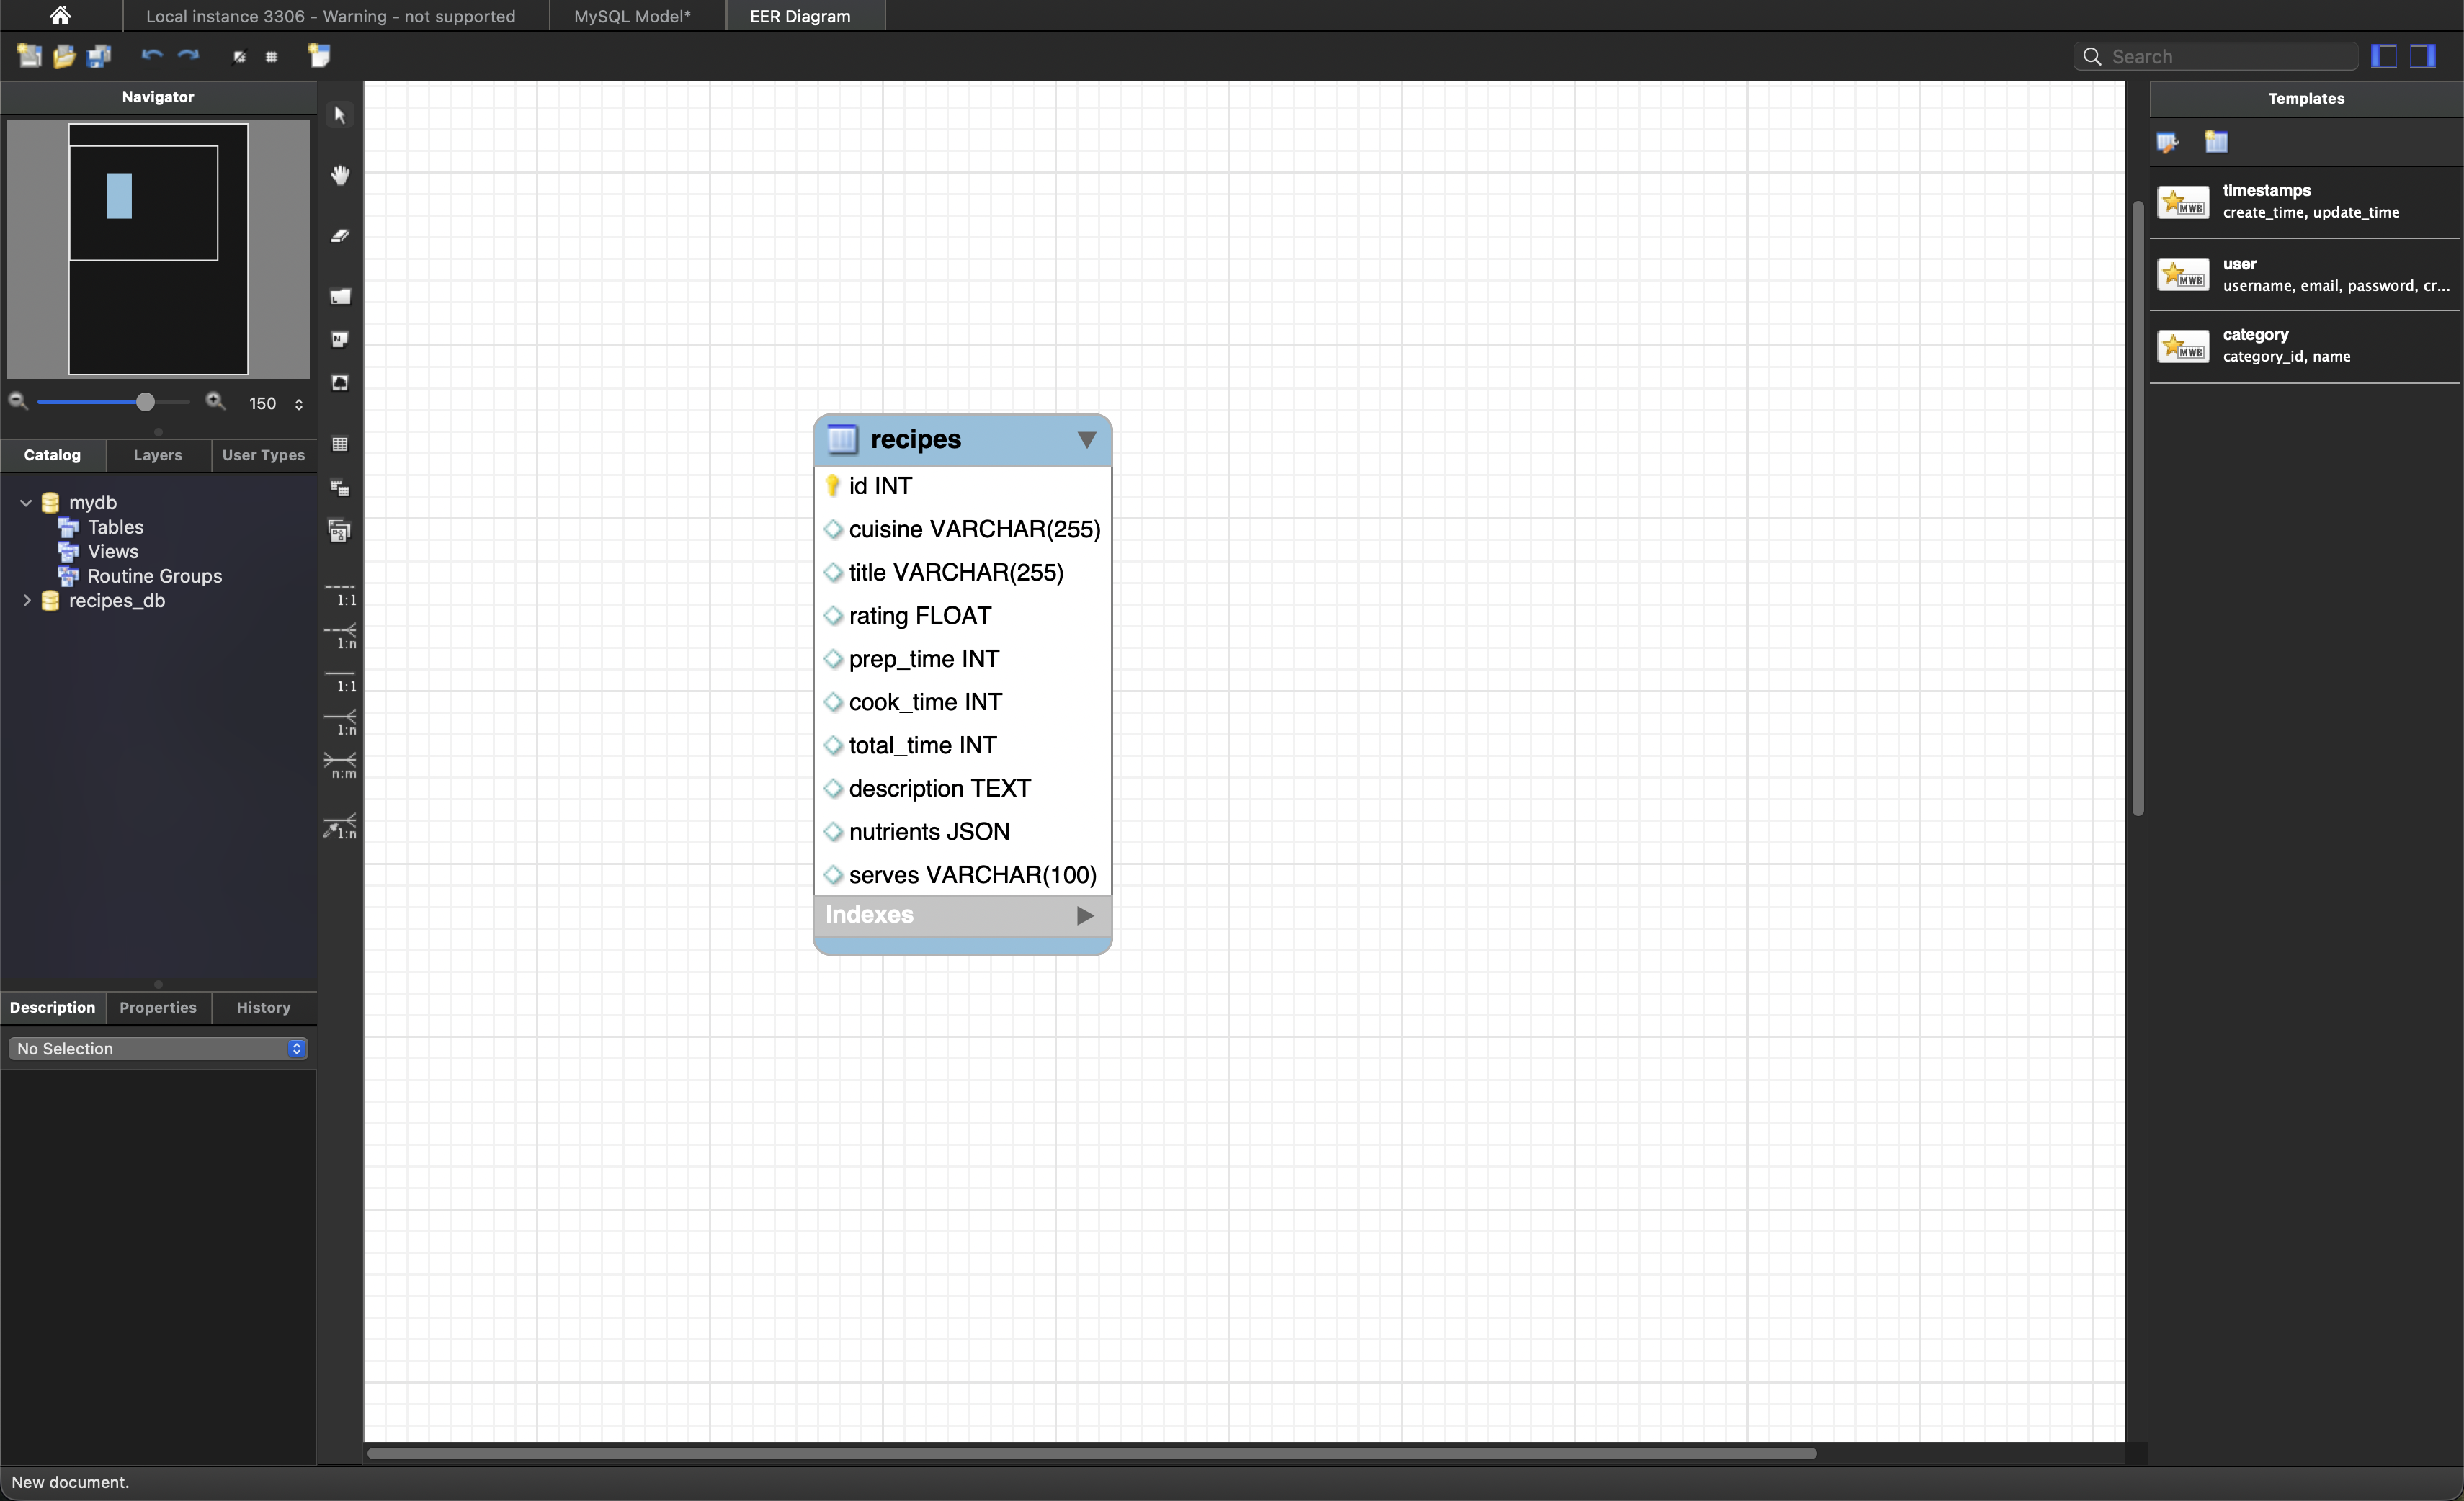 Local instance 3306 - Warning - not supported
MySQL Model*
EER Diagram
Search
Navigator
150
Catalog
Layers
User Types
mydb
Tables
Views
Routine Groups
recipes_db
Description
Properties
History
No Selection
1:1
1:n
1:1
1:n
n:m
1:n
recipes
id INT
cuisine VARCHAR(255)
title VARCHAR(255)
rating FLOAT
prep_time INT
cook_time INT
total_time INT
description TEXT
nutrients JSON
serves VARCHAR(100)
Indexes
Templates
MWB
timestamps
create_time, update_time
MWB
user
username, email, password, cr...
MWB
category
category_id, name
New document.